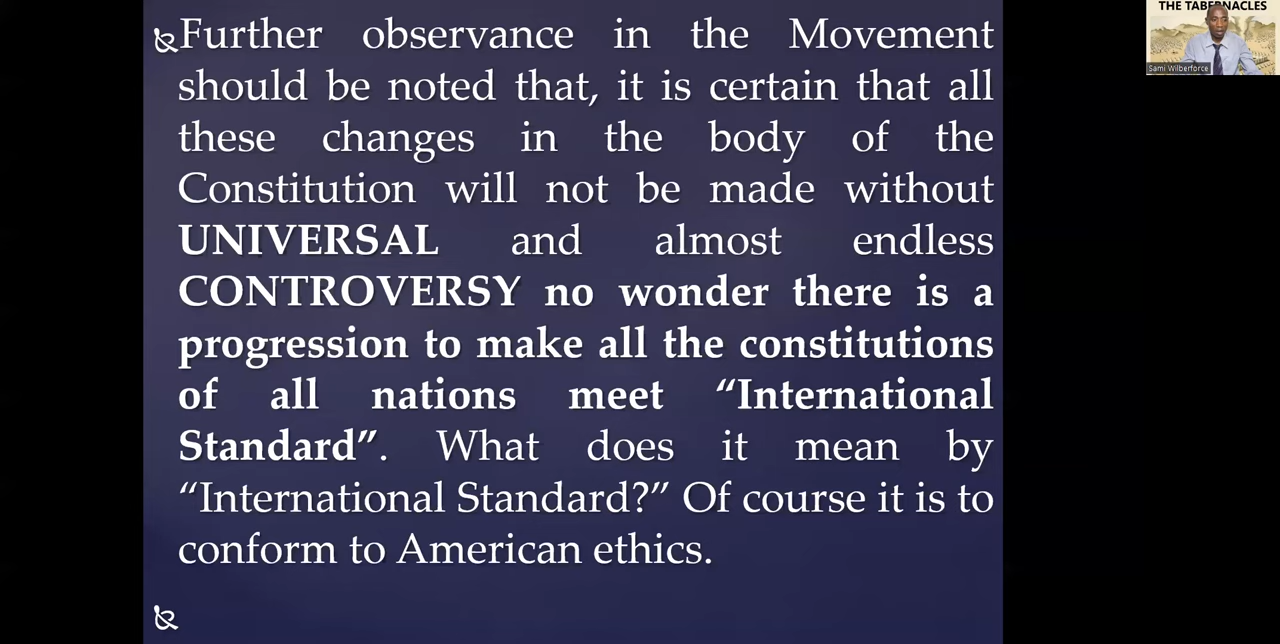 Further observance in the Movement
should be noted that, it is certain that all
these changes in the body of the
Constitution will not be made without
UNIVERSAL and almost endless
CONTROVERSY no wonder there is a
progression to make all the constitutions
of all nations meet “International
Standard”. What does it mean by
“International Standard?” Of course it is to
conform to American ethics.
THE TABERNACLES
Sami Wilberforce